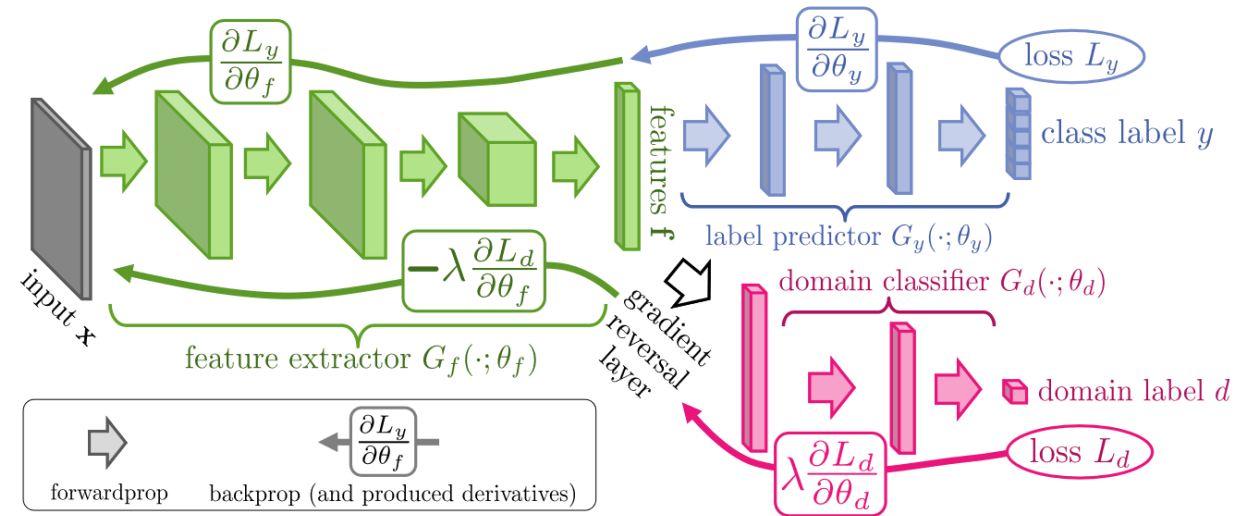 ∂L_y/∂θ_f
∂L_y/∂θ_y
loss L_y
input x
features f
class label y
label predictor G_y(·; θ_y)
−λ ∂L_d/∂θ_f
feature extractor G_f(·; θ_f)
gradient
reversal
layer
domain classifier G_d(·; θ_d)
domain label d
λ ∂L_d/∂θ_d
loss L_d
forwardprop
∂L_y/∂θ_f
backprop (and produced derivatives)